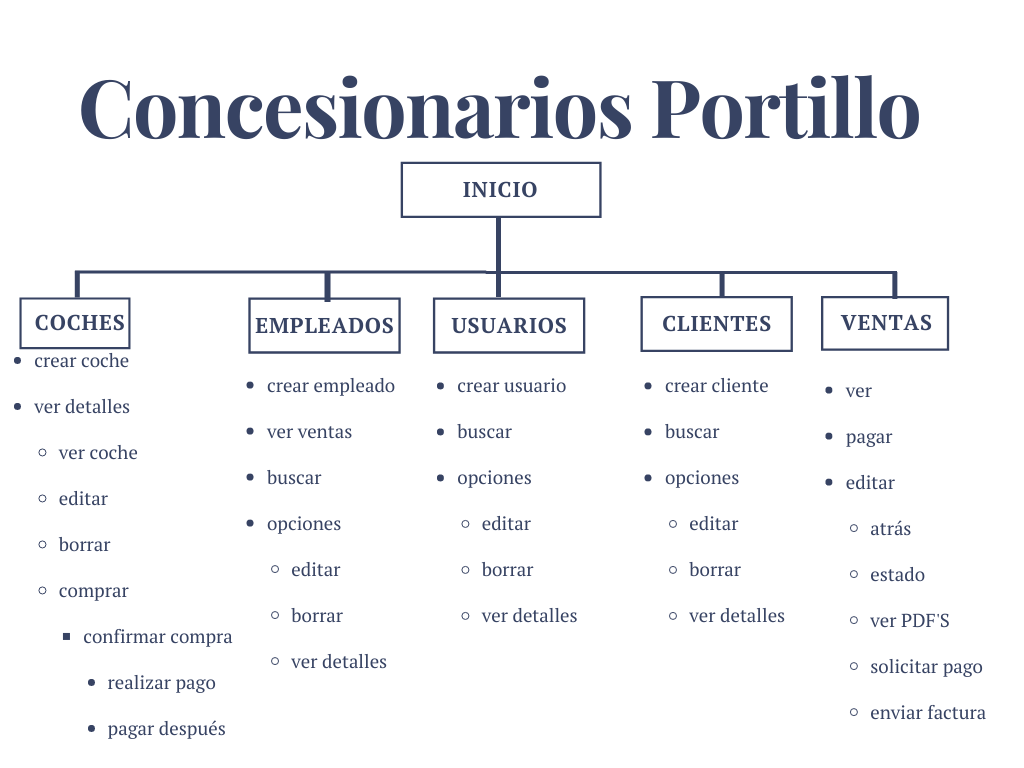 Concesionarios Portillo
INICIO
COCHES
crear coche
ver detalles
ver coche
editar
borrar
comprar
confirmar compra
realizar pago
pagar después
EMPLEADOS
crear empleado
ver ventas
buscar
opciones
editar
borrar
ver detalles
USUARIOS
crear usuario
buscar
opciones
editar
borrar
ver detalles
CLIENTES
crear cliente
buscar
opciones
editar
borrar
ver detalles
VENTAS
ver
pagar
editar
atrás
estado
ver PDF'S
solicitar pago
enviar factura